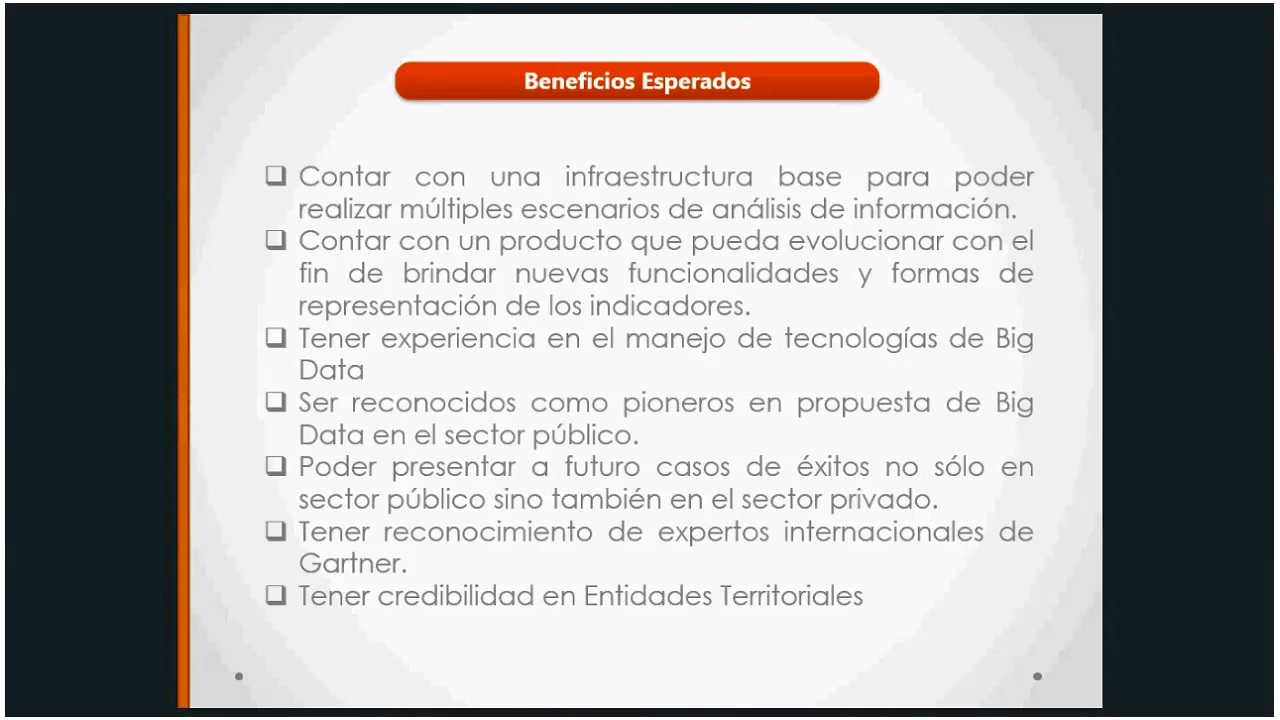 Beneficios Esperados
❑ Contar con una infraestructura base para poder
realizar múltiples escenarios de análisis de información.
❑ Contar con un producto que pueda evolucionar con el
fin de brindar nuevas funcionalidades y formas de
representación de los indicadores.
❑ Tener experiencia en el manejo de tecnologías de Big
Data
❑ Ser reconocidos como pioneros en propuesta de Big
Data en el sector público.
❑ Poder presentar a futuro casos de éxitos no sólo en
sector público sino también en el sector privado.
❑ Tener reconocimiento de expertos internacionales de
Gartner.
❑ Tener credibilidad en Entidades Territoriales